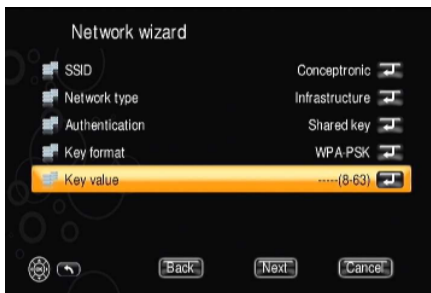 Network wizard
SSID Conceptronic
Network type Infrastructure
Authentication Shared key
Key format WPA-PSK
Key value -----(8-63)
OK Back Next Cancel